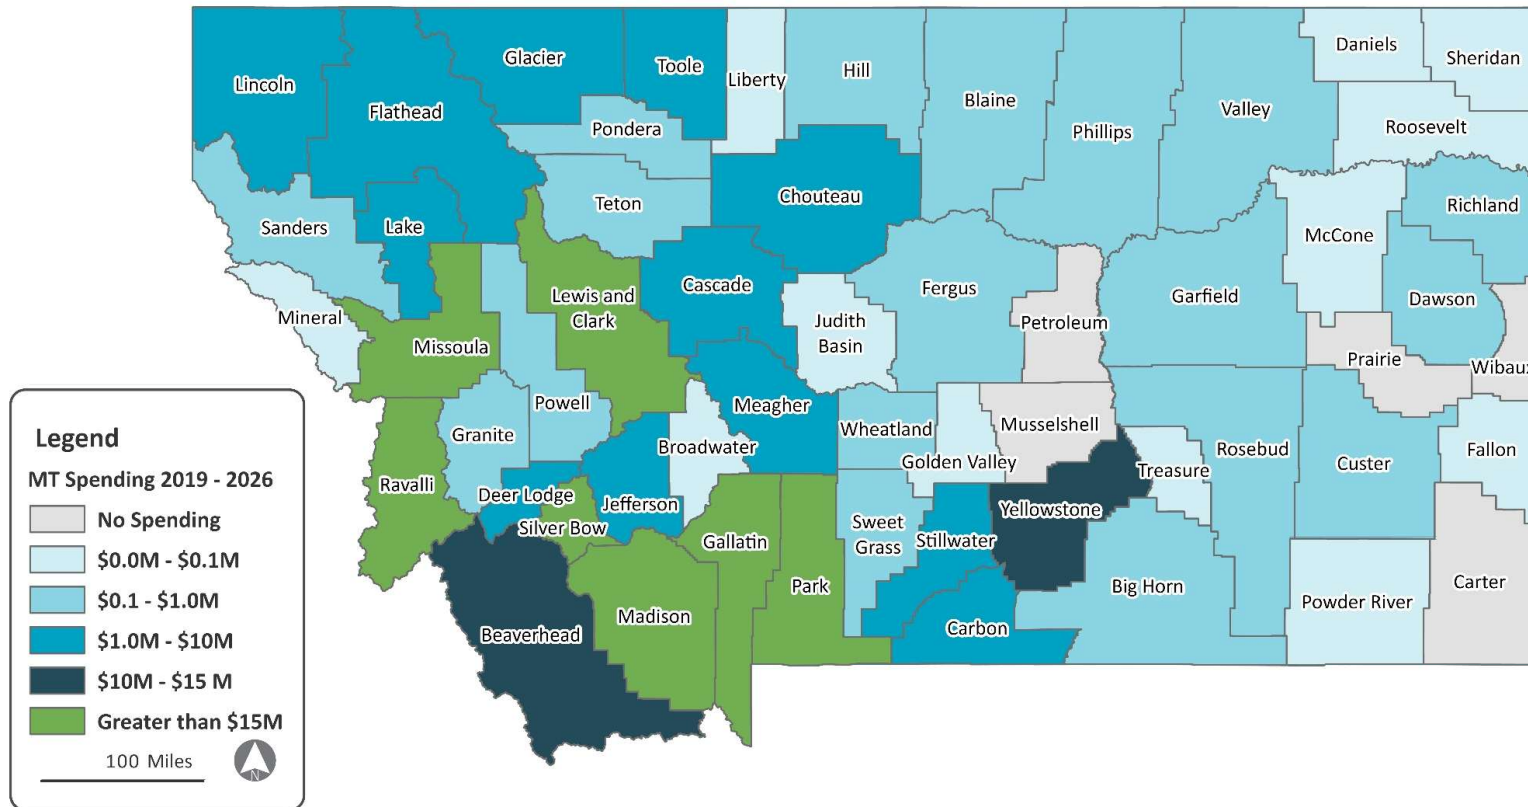 Lincoln
Flathead
Glacier
Toole
Liberty
Hill
Blaine
Phillips
Valley
Daniels
Sheridan
Roosevelt
Pondera
Teton
Chouteau
Sanders
Lake
McCone
Richland
Mineral
Missoula
Lewis and
Clark
Cascade
Judith
Basin
Fergus
Petroleum
Garfield
Dawson
Prairie
Wibaux
Powell
Granite
Ravalli
Deer Lodge
Silver Bow
Jefferson
Broadwater
Meagher
Wheatland
Golden Valley
Musselshell
Treasure
Rosebud
Custer
Fallon
Yellowstone
Sweet
Grass
Stillwater
Gallatin
Park
Madison
Beaverhead
Carbon
Big Horn
Powder River
Carter
Legend
MT Spending 2019 - 2026
No Spending
$0.0M - $0.1M
$0.1 - $1.0M
$1.0M - $10M
$10M - $15 M
Greater than $15M
100 Miles
N